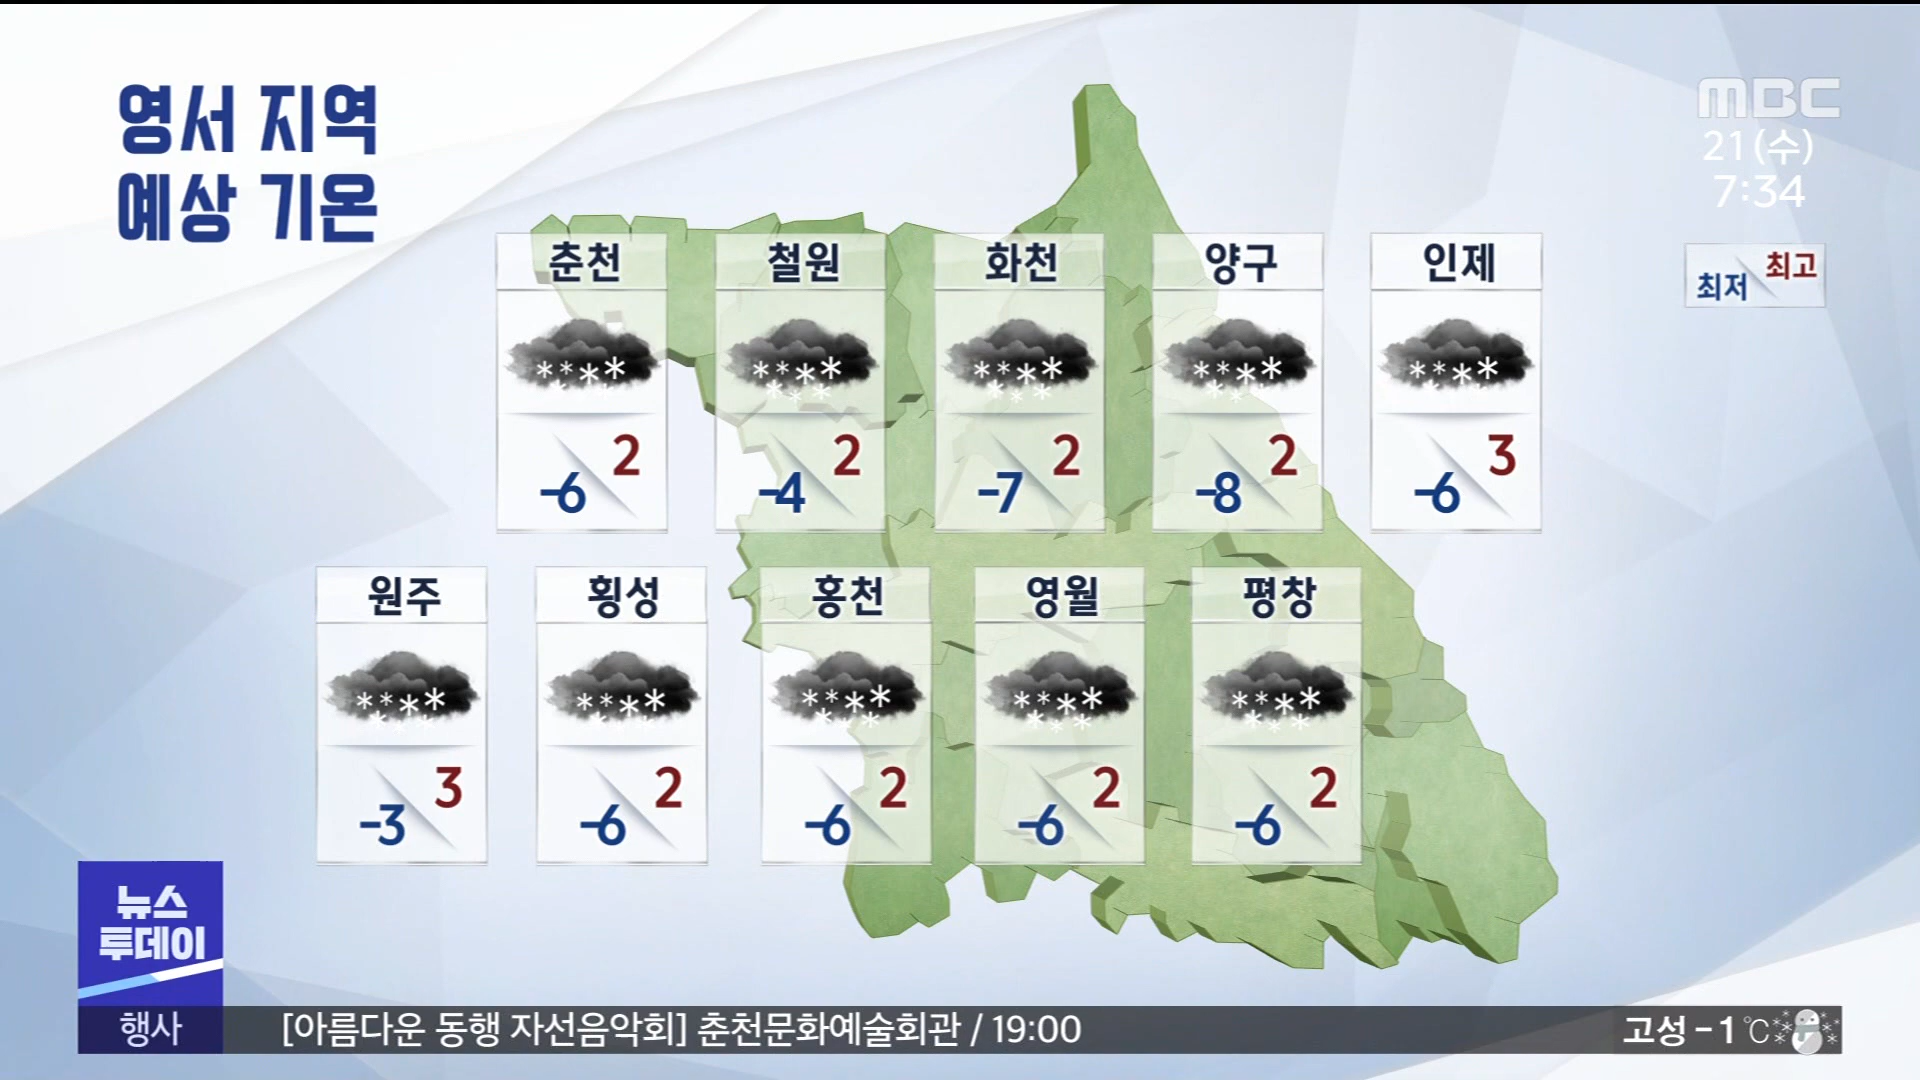 영서 지역
예상 기온
MBC
21(수)
7:34
최저 최고
춘천 철원 화천 양구 인제
-6 2 -4 2 -7 2 -8 2 -6 3
원주 횡성 홍천 영월 평창
-3 3 -6 2 -6 2 -6 2 -6 2
뉴스
투데이
행사 [아름다운 동행 자선음악회] 춘천문화예술회관 / 19:00 고성 -1℃